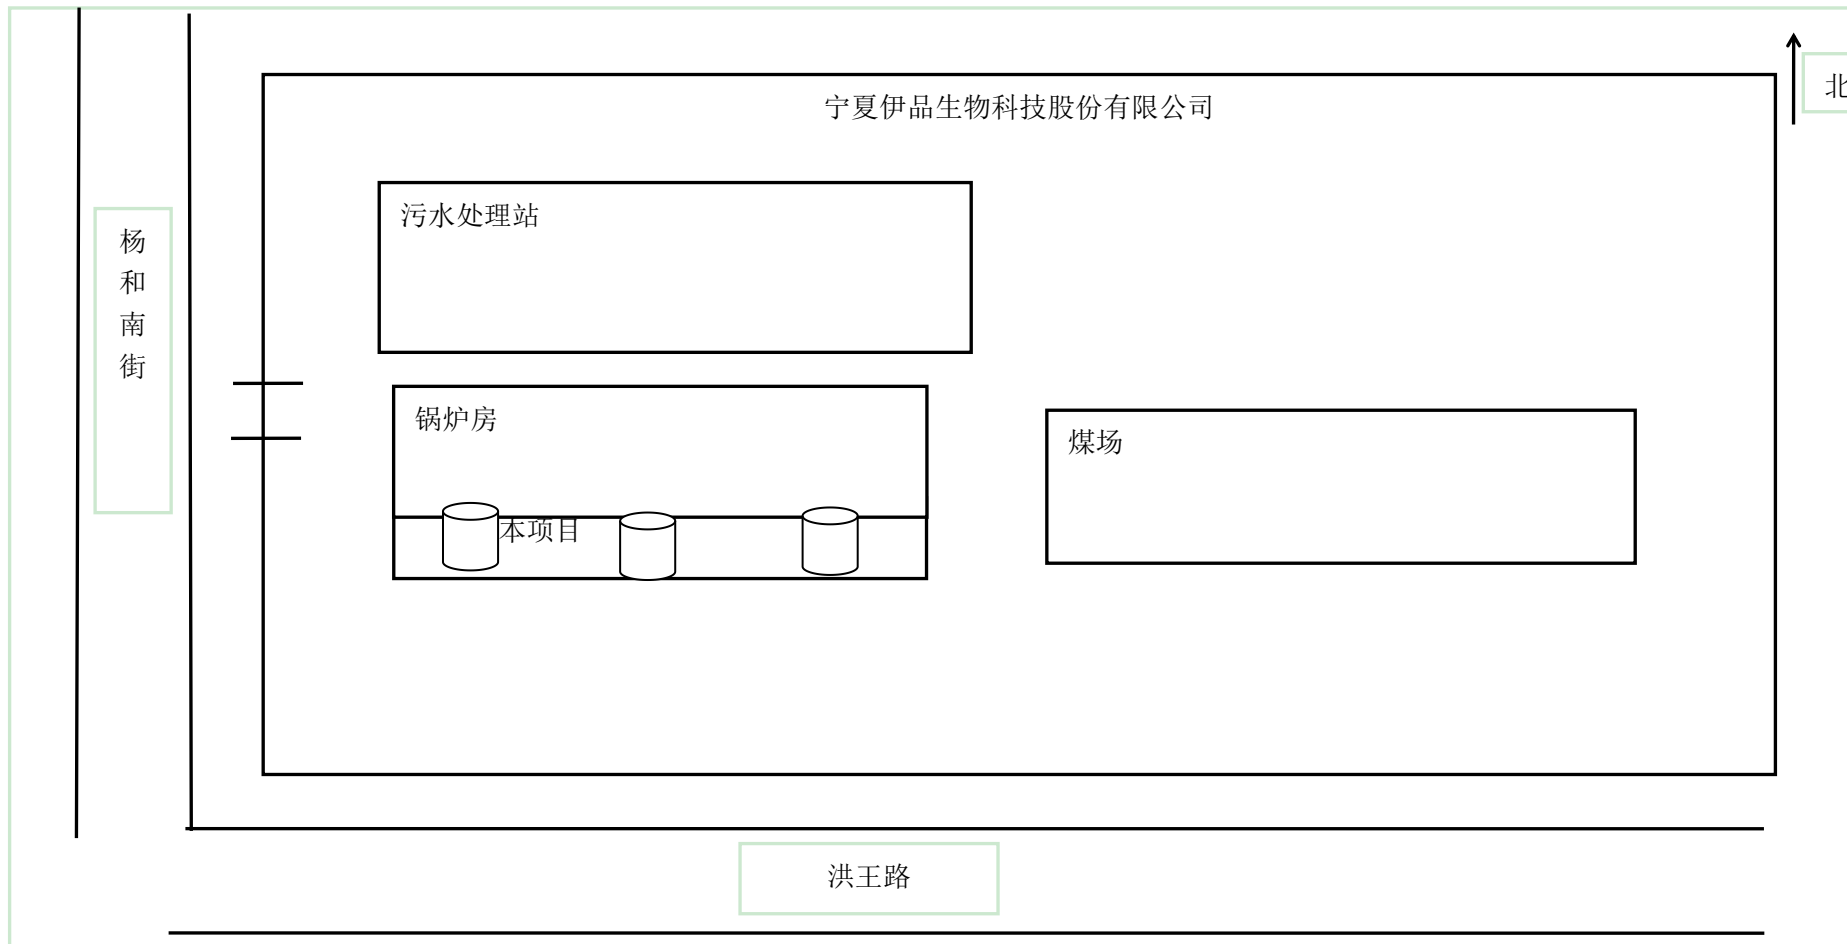 北
宁夏伊品生物科技股份有限公司
污水处理站
杨
和
南
街
锅炉房
煤场
本项目
洪王路